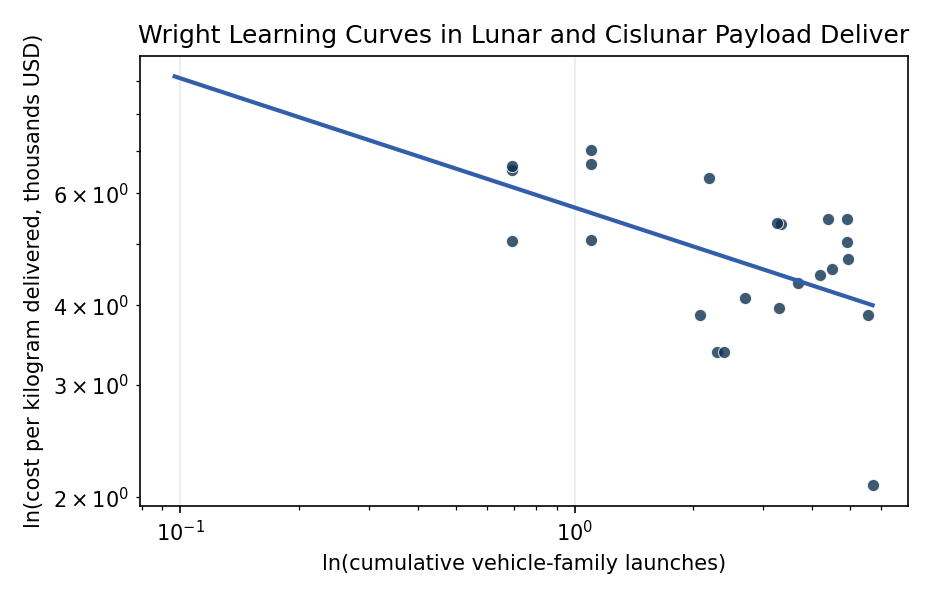 Wright Learning Curves in Lunar and Cislunar Payload Deliver
ln(cost per kilogram delivered, thousands USD)
6 × 10⁰
4 × 10⁰
3 × 10⁰
2 × 10⁰
10⁻¹
10⁰
ln(cumulative vehicle-family launches)